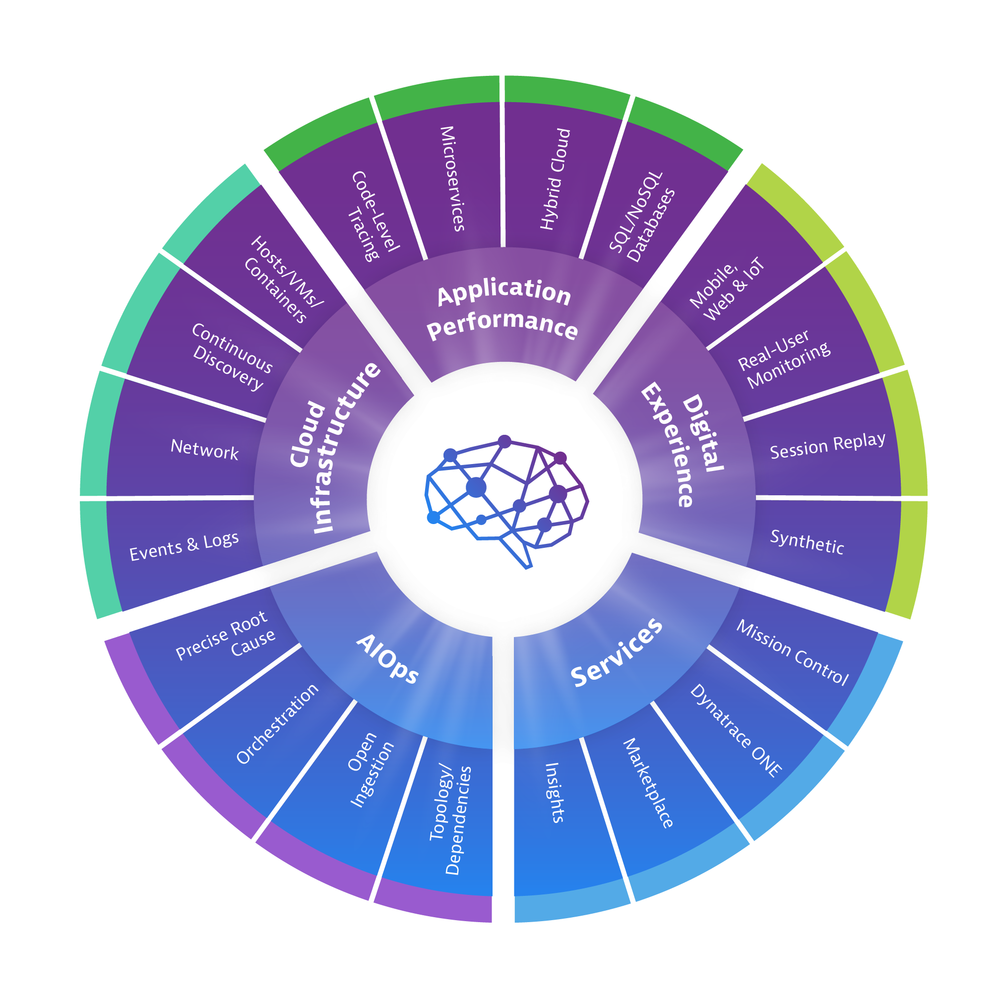 Application
Performance
Code-Level
Tracing
Microservices
Hybrid Cloud
SQL/NoSQL
Databases
Digital
Experience
Mobile,
Web & IoT
Real-User
Monitoring
Session Replay
Synthetic
Services
Mission Control
Dynatrace ONE
Marketplace
Insights
AIOps
Topology/
Dependencies
Open
Ingestion
Orchestration
Precise Root
Cause
Cloud
Infrastructure
Events & Logs
Network
Continuous
Discovery
Hosts/VMs/
Containers